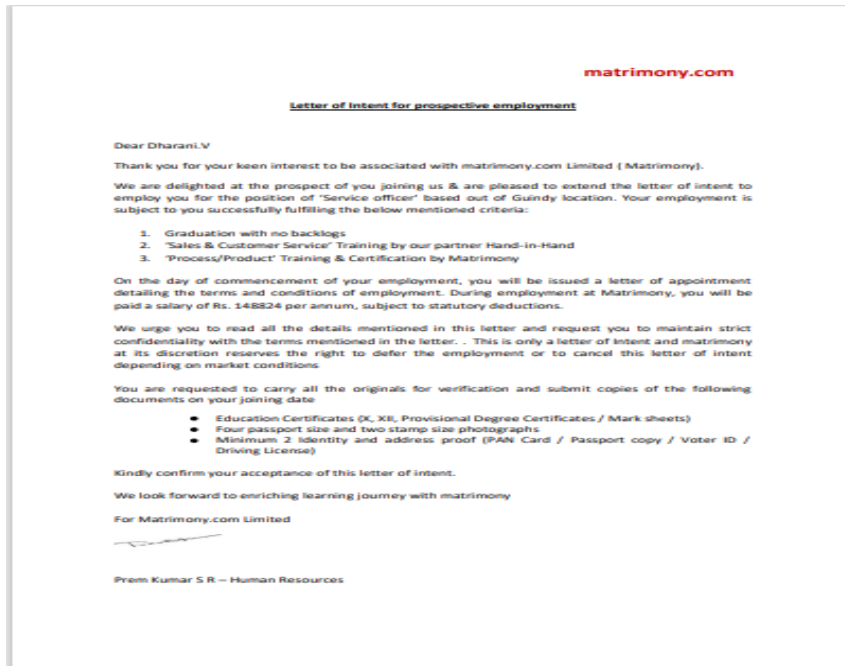 matrimony.com
Letter of Intent for prospective employment
Dear Dharani.V
Thank you for your keen interest to be associated with matrimony.com Limited ( Matrimony).
We are delighted at the prospect of you joining us & are pleased to extend the letter of intent to
employ you for the position of 'Service officer' based out of Guindy location. Your employment is
subject to you successfully fulfilling the below mentioned criteria:
1. Graduation with no backlogs
2. 'Sales & Customer Service' Training by our partner Hand-in-Hand
3. 'Process/Product' Training & Certification by Matrimony
On the day of commencement of your employment, you will be issued a letter of appointment
detailing the terms and conditions of employment. During employment at Matrimony, you will be
paid a salary of Rs. 148824 per annum, subject to statutory deductions.
We urge you to read all the details mentioned in this letter and request you to maintain strict
confidentiality with the terms mentioned in the letter. . This is only a letter of Intent and matrimony
at its discretion reserves the right to defer the employment or to cancel this letter of intent
depending on market conditions
You are requested to carry all the originals for verification and submit copies of the following
documents on your joining date
● Education Certificates (X, XII, Provisional Degree Certificates / Mark sheets)
● Four passport size and two stamp size photographs
● Minimum 2 Identity and address proof (PAN Card / Passport copy / Voter ID /
Driving License)
Kindly confirm your acceptance of this letter of intent.
We look forward to enriching learning journey with matrimony
For Matrimony.com Limited
Prem Kumar S R – Human Resources